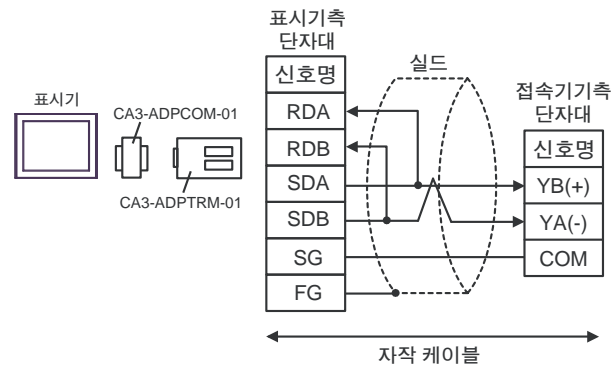 표시기
CA3-ADPCOM-01
CA3-ADPTRM-01
표시기측
단자대
신호명
RDA
RDB
SDA
SDB
SG
FG
실드
접속기기측
단자대
신호명
YB(+)
YA(-)
COM
자작 케이블